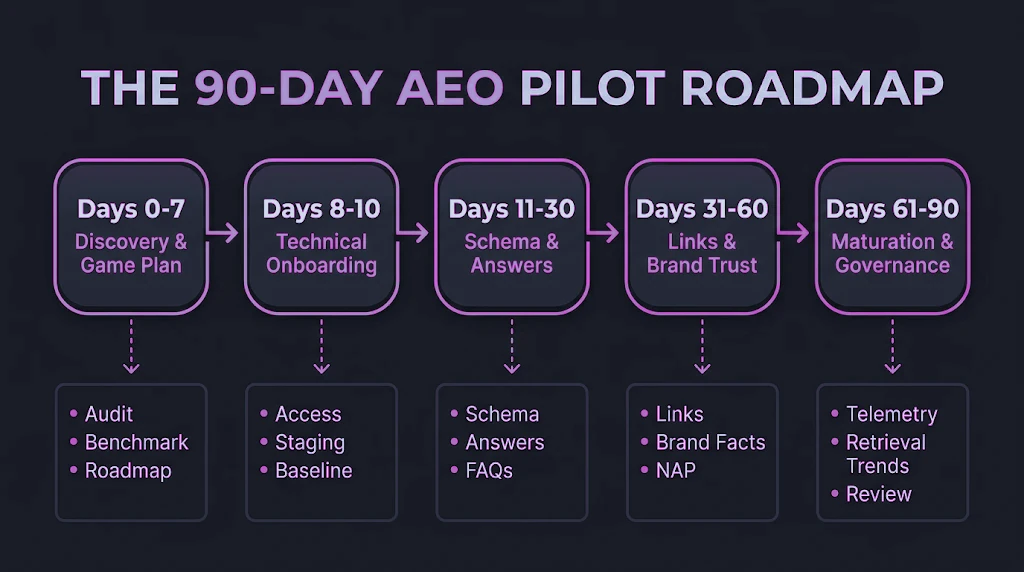 THE 90-DAY AEO PILOT ROADMAP
Days 0-7
Discovery &
Game Plan
Days 8-10
Technical
Onboarding
Days 11-30
Schema &
Answers
Days 31-60
Links &
Brand Trust
Days 61-90
Maturation &
Governance
• Audit
• Benchmark
• Roadmap
• Access
• Staging
• Baseline
• Schema
• Answers
• FAQs
• Links
• Brand Facts
• NAP
• Telemetry
• Retrieval
Trends
• Review